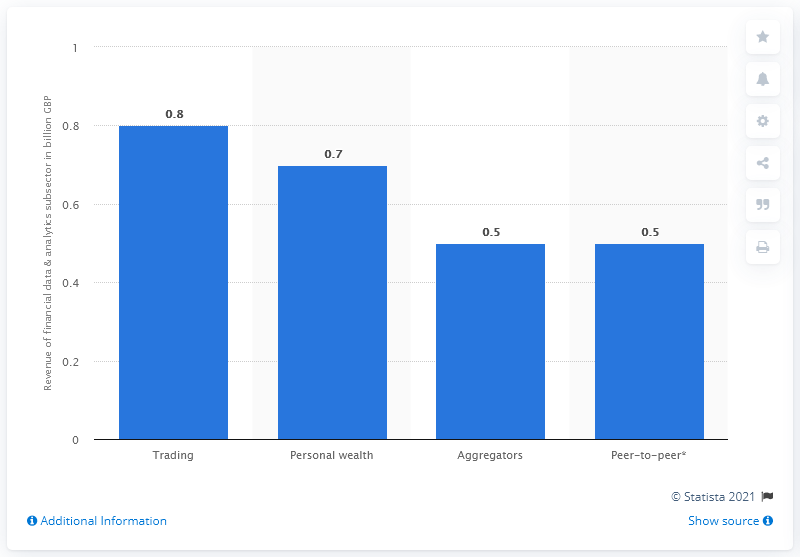 Revenue of financial data & analytics subsector in billion GBP
1
0.8
0.6
0.4
0.2
0
0.8
0.7
0.5
0.5
Trading
Personal wealth
Aggregators
Peer-to-peer*
© Statista 2021
Additional Information
Show source